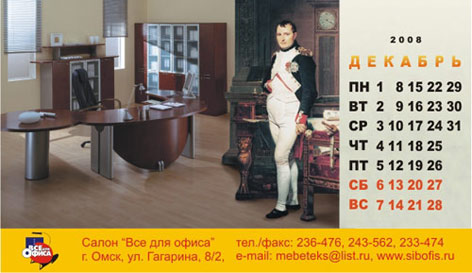 2008
ДЕКАБРЬ
ПН 1 8 15 22 29
ВТ 2 9 16 23 30
СР 3 10 17 24 31
ЧТ 4 11 18 25
ПТ 5 12 19 26
СБ 6 13 20 27
ВС 7 14 21 28
ВСЕ для
ОФИСА
Салон "Все для офиса" тел./факс: 236-476, 243-562, 233-474
г. Омск, ул. Гагарина, 8/2, e-mail: mebeteks@list.ru, www.sibofis.ru